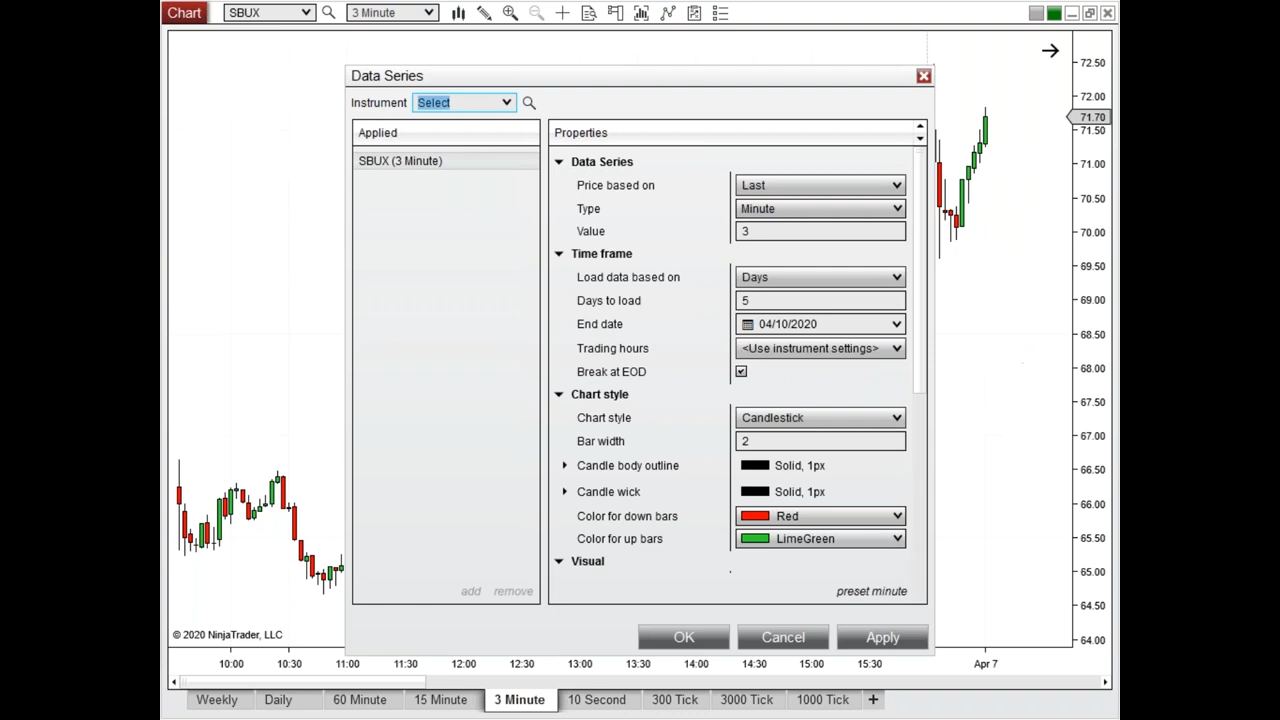 Chart SBUX 3 Minute
72.50
72.00
71.70
71.50
71.00
70.50
70.00
69.50
69.00
68.50
68.00
67.50
67.00
66.50
66.00
65.50
65.00
64.50
64.00
Data Series
Instrument Select
Applied
SBUX (3 Minute)
add remove
Properties
Data Series
Price based on Last
Type Minute
Value 3
Time frame
Load data based on Days
Days to load 5
End date 04/10/2020
Trading hours <Use instrument settings>
Break at EOD
Chart style
Chart style Candlestick
Bar width 2
Candle body outline Solid, 1px
Candle wick Solid, 1px
Color for down bars Red
Color for up bars LimeGreen
Visual
preset minute
OK Cancel Apply
© 2020 NinjaTrader, LLC
10:00 10:30 11:00 11:30 12:00 12:30 13:00 13:30 14:00 14:30 15:00 15:30 Apr 7
Weekly Daily 60 Minute 15 Minute 3 Minute 10 Second 300 Tick 3000 Tick 1000 Tick +